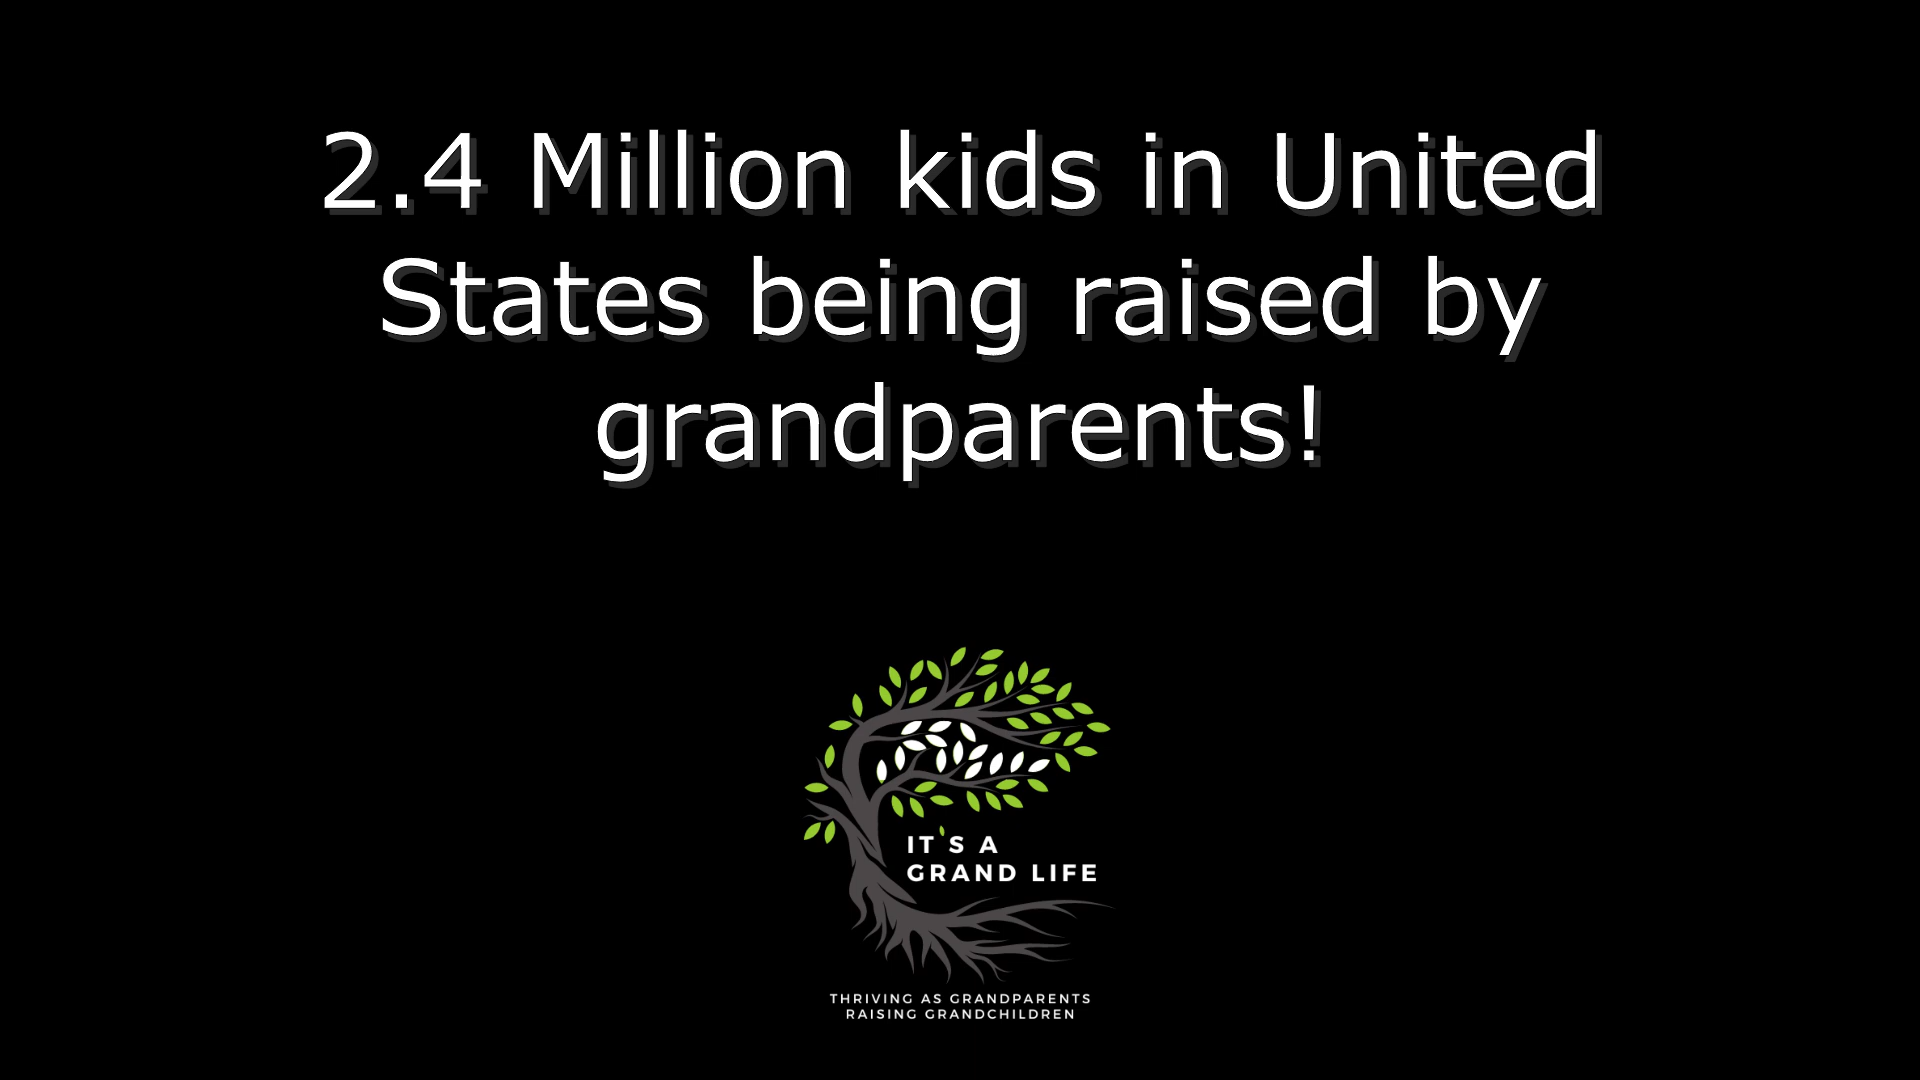 2.4 Million kids in United
States being raised by
grandparents!
IT'S A
GRAND LIFE
THRIVING AS GRANDPARENTS
RAISING GRANDCHILDREN